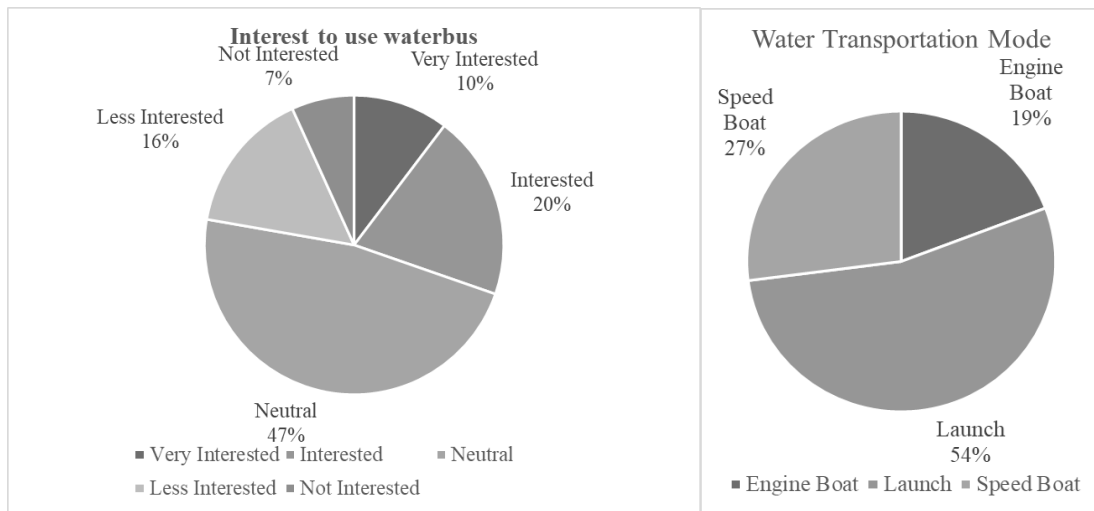 Interest to use waterbus
Not Interested
7%
Very Interested
10%
Less Interested
16%
Interested
20%
Neutral
47%
Very Interested Interested Neutral
Less Interested Not Interested
Water Transportation Mode
Engine
Boat
19%
Speed
Boat
27%
Launch
54%
Engine Boat Launch Speed Boat